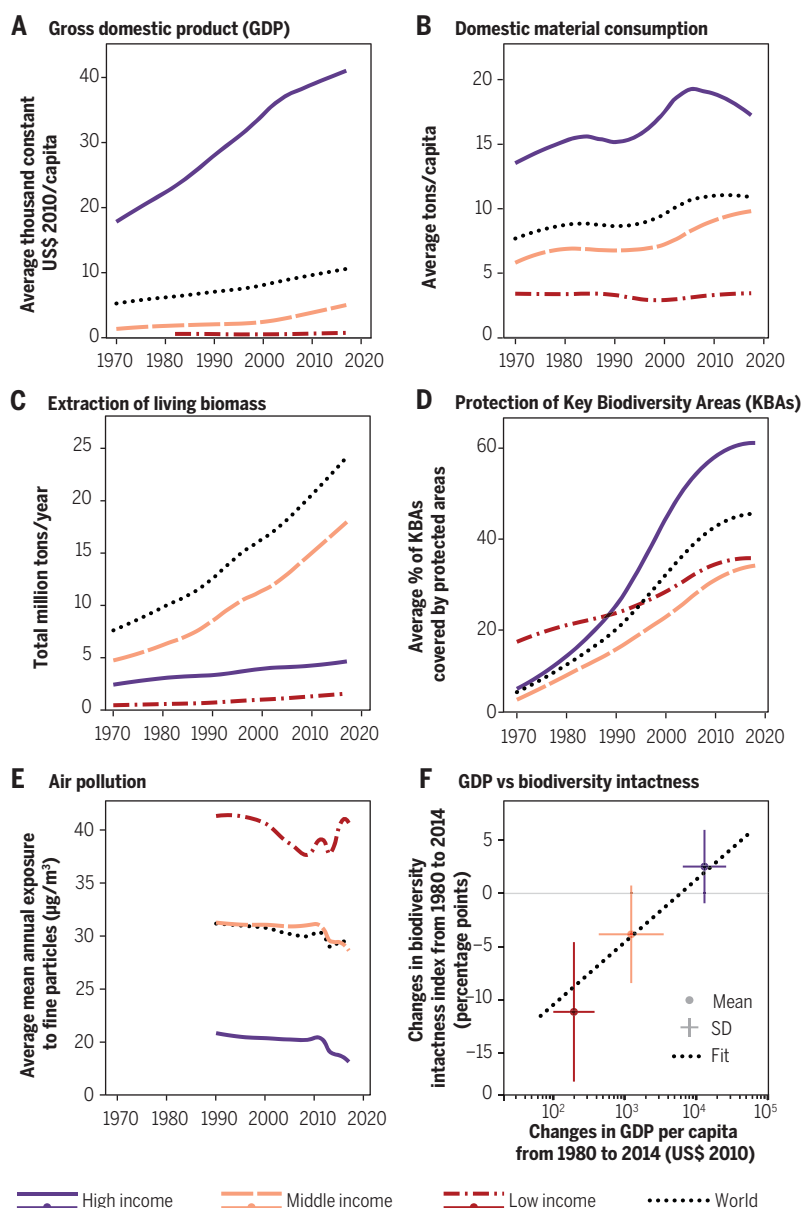 A Gross domestic product (GDP)
Average thousand constant
US$ 2010/capita
40
30
20
10
0
1970 1980 1990 2000 2010 2020
B Domestic material consumption
Average tons/capita
20
15
10
5
0
1970 1980 1990 2000 2010 2020
C Extraction of living biomass
Total million tons/year
25
20
15
10
5
0
1970 1980 1990 2000 2010 2020
D Protection of Key Biodiversity Areas (KBAs)
Average % of KBAs
covered by protected areas
60
40
20
0
1970 1980 1990 2000 2010 2020
E Air pollution
Average mean annual exposure
to fine particles (µg/m³)
40
35
30
20
0
1970 1980 1990 2000 2010 2020
F GDP vs biodiversity intactness
Changes in biodiversity
intactness index from 1980 to 2014
(percentage points)
5
0
−5
−10
−15
0
Mean
SD
Fit
10² 10³ 10⁴ 10⁵
Changes in GDP per capita
from 1980 to 2014 (US$ 2010)
High income Middle income Low income World